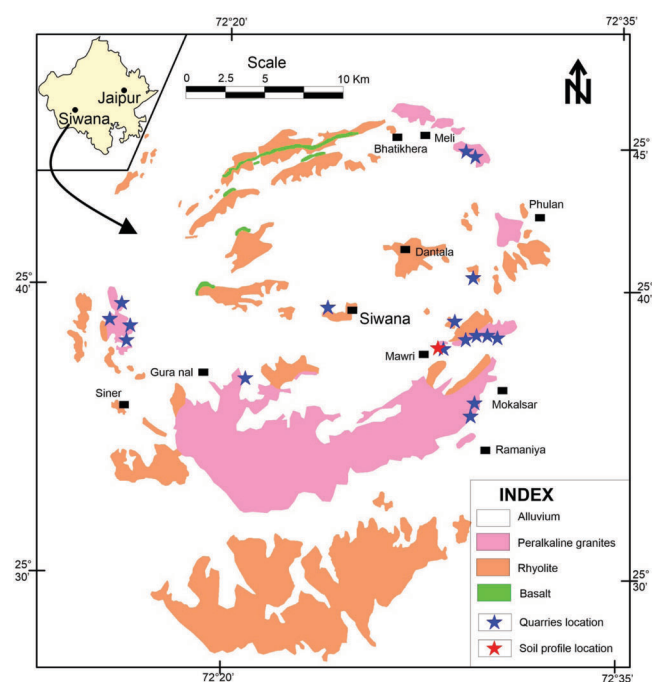 72°20'
72°35'
Scale
0 2.5 5 10 Km
N
Jaipur
Siwana
Meli
Bhatikhera
25°
45'
Phulan
Dantala
25°
40'
25°
40'
Siwana
Mawri
Gura nal
Siner
Mokalsar
Ramaniya
INDEX
Alluvium
Peralkaline granites
Rhyolite
Basalt
Quarries location
Soil profile location
25°
30'
25°
30'
72°20'
72°35'